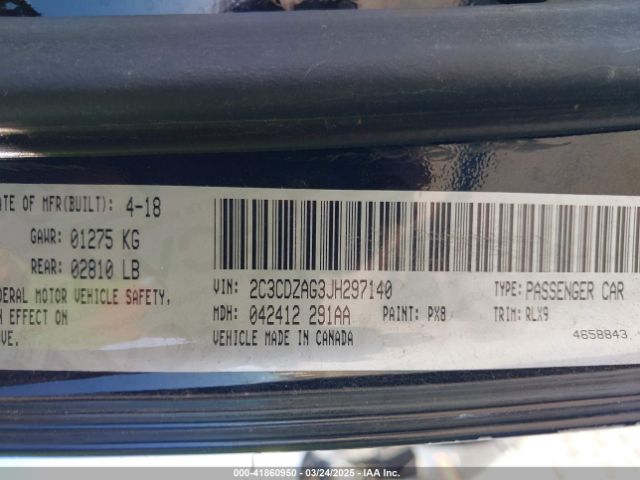 ATE OF MFR(BUILT): 4-18
GAWR: 01275 KG
REAR: 02810 LB
DERAL MOTOR VEHICLE SAFETY,
N EFFECT ON
VE.
VIN: 2C3CDZAG3JH297140
TYPE: PASSENGER CAR
MDH: 042412 291AA
PAINT: PX8
TRIM: RLX9
VEHICLE MADE IN CANADA
4658843
000-41860950 • 03/24/2025 • IAA Inc.